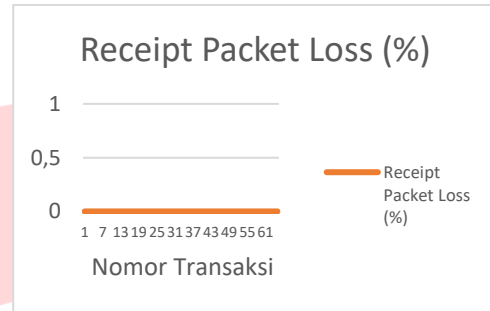 Receipt Packet Loss (%)
1
0,5
0
1 7 13 19 25 31 37 43 49 55 61
Nomor Transaksi
Receipt
Packet Loss
(%)